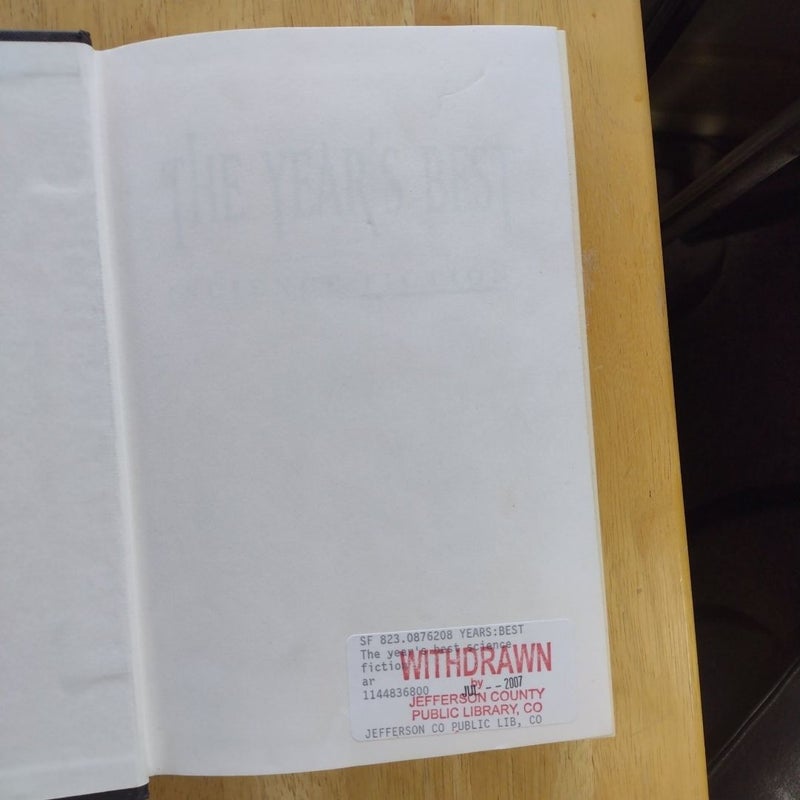 THE YEAR'S BEST
SF 823.0876208 YEARS:BEST
The year's best science
fiction
WITHDRAWN
ar
by
1144836800
JUL -- 2007
JEFFERSON COUNTY
PUBLIC LIBRARY, CO
JEFFERSON CO PUBLIC LIB, CO